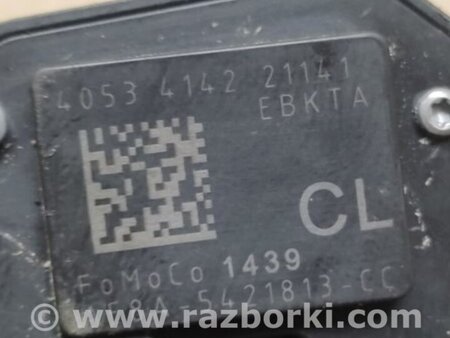 4053 4142 21141
EBKTA
CL
FoMoCo 1439
5421813-CC
© www.razborki.com